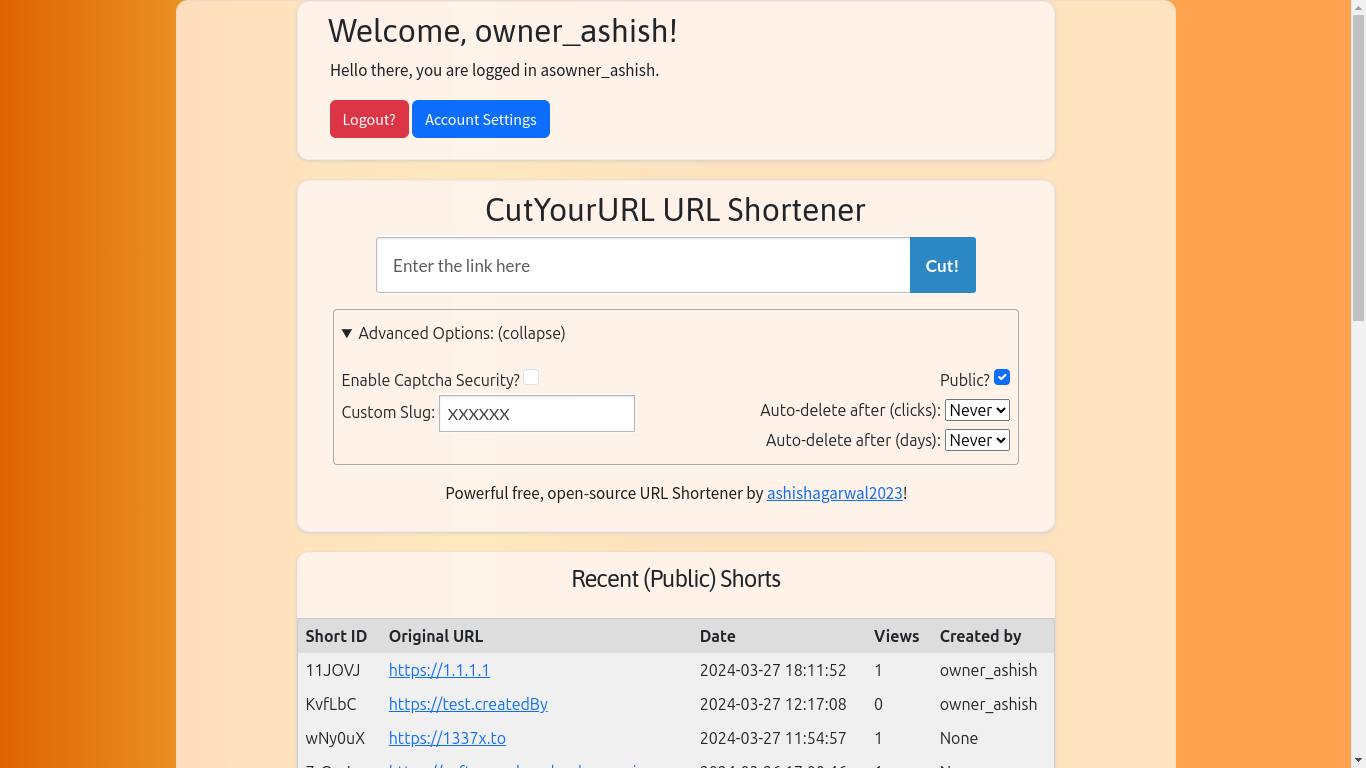 Welcome, owner_ashish!
Hello there, you are logged in asowner_ashish.
Logout? Account Settings
CutYourURL URL Shortener
Enter the link here Cut!
▼ Advanced Options: (collapse)
Enable Captcha Security? Public?
Custom Slug: XXXXXX Auto-delete after (clicks): Never
Auto-delete after (days): Never
Powerful free, open-source URL Shortener by ashishagarwal2023!
Recent (Public) Shorts
Short ID Original URL Date Views Created by
11JOVJ https://1.1.1.1 2024-03-27 18:11:52 1 owner_ashish
KvfLbC https://test.createdBy 2024-03-27 12:17:08 0 owner_ashish
wNy0uX https://1337x.to 2024-03-27 11:54:57 1 None